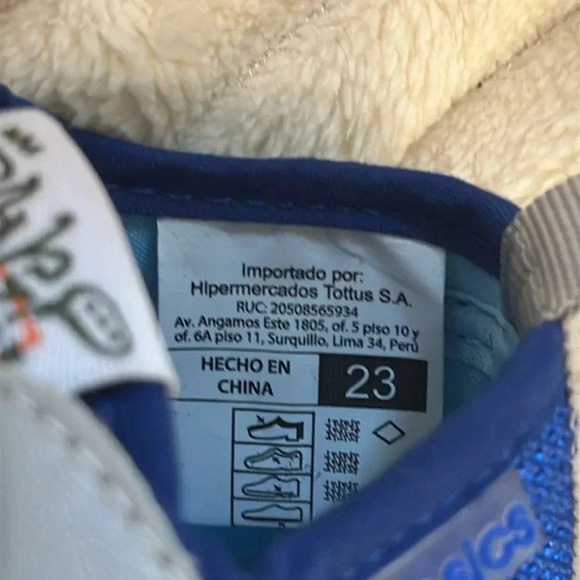 Importado por:
Hipermercados Tottus S.A.
RUC: 20508565934
Av. Angamos Este 1805, of. 5 piso 10 y
of. 6A piso 11, Surquillo, Lima 34, Perú
HECHO EN
CHINA
23